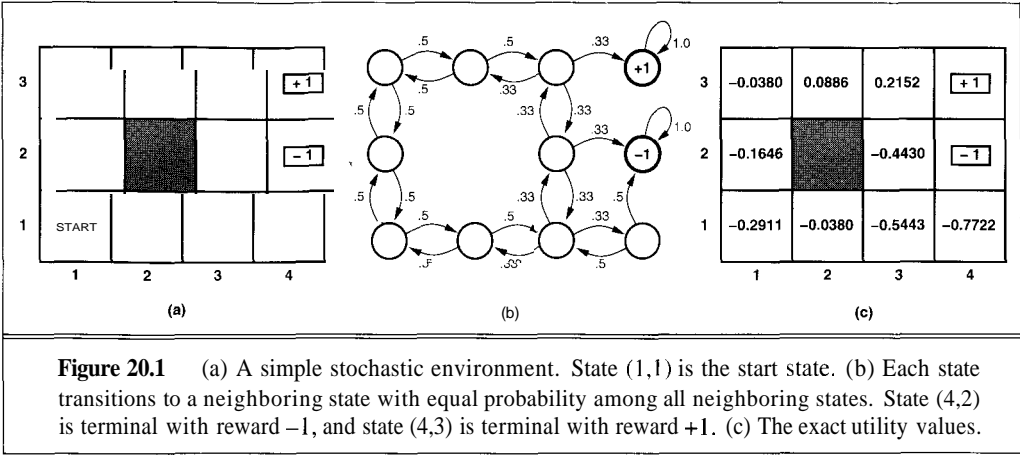 3
2
1
START
+1
-1
1 2 3 4
(a)
.5 .5 .33 1.0
+1
.5 .33
.5 .5 .33 .33
.33 1.0
-1
.5 .5 .33 .33 .5
.5 .5 .33
.5
(b)
3 -0.0380 0.0886 0.2152 +1
2 -0.1646 -0.4430 -1
1 -0.2911 -0.0380 -0.5443 -0.7722
1 2 3 4
(c)
Figure 20.1 (a) A simple stochastic environment. State (1,1) is the start state. (b) Each state
transitions to a neighboring state with equal probability among all neighboring states. State (4,2)
is terminal with reward -1, and state (4,3) is terminal with reward +1. (c) The exact utility values.